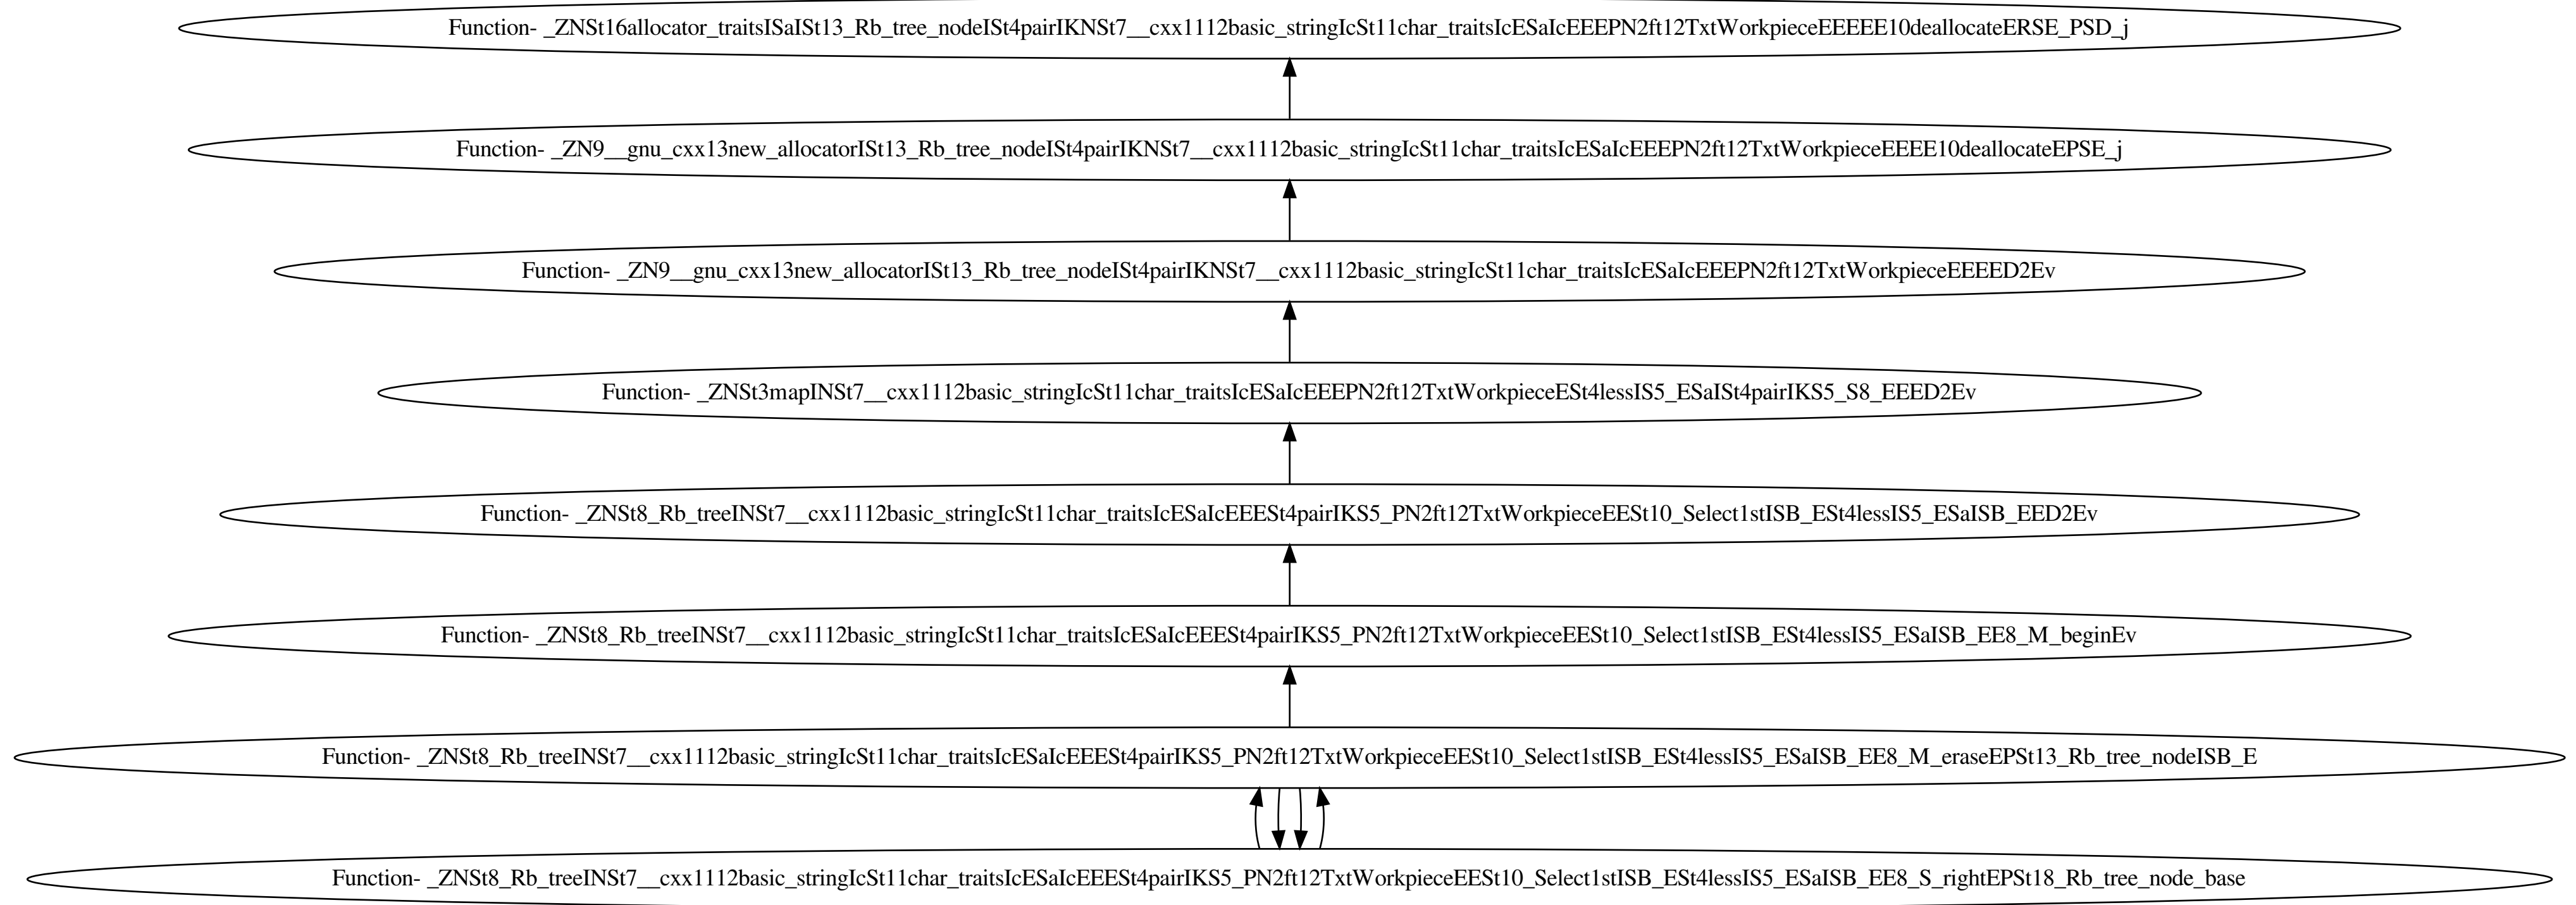 Function- _ZNSt16allocator_traitsISaISt13_Rb_tree_nodeISt4pairIKNSt7__cxx1112basic_stringIcSt11char_traitsIcESaIcEEEPN2ft12TxtWorkpieceEEEEE10deallocateERSE_PSD_j
Function- _ZN9__gnu_cxx13new_allocatorISt13_Rb_tree_nodeISt4pairIKNSt7__cxx1112basic_stringIcSt11char_traitsIcESaIcEEEPN2ft12TxtWorkpieceEEEE10deallocateEPSE_j
Function- _ZN9__gnu_cxx13new_allocatorISt13_Rb_tree_nodeISt4pairIKNSt7__cxx1112basic_stringIcSt11char_traitsIcESaIcEEEPN2ft12TxtWorkpieceEEEED2Ev
Function- _ZNSt3mapINSt7__cxx1112basic_stringIcSt11char_traitsIcESaIcEEEPN2ft12TxtWorkpieceESt4lessIS5_ESaISt4pairIKS5_S8_EEED2Ev
Function- _ZNSt8_Rb_treeINSt7__cxx1112basic_stringIcSt11char_traitsIcESaIcEEESt4pairIKS5_PN2ft12TxtWorkpieceEESt10_Select1stISB_ESt4lessIS5_ESaISB_EED2Ev
Function- _ZNSt8_Rb_treeINSt7__cxx1112basic_stringIcSt11char_traitsIcESaIcEEESt4pairIKS5_PN2ft12TxtWorkpieceEESt10_Select1stISB_ESt4lessIS5_ESaISB_EE8_M_beginEv
Function- _ZNSt8_Rb_treeINSt7__cxx1112basic_stringIcSt11char_traitsIcESaIcEEESt4pairIKS5_PN2ft12TxtWorkpieceEESt10_Select1stISB_ESt4lessIS5_ESaISB_EE8_M_eraseEPSt13_Rb_tree_nodeISB_E
Function- _ZNSt8_Rb_treeINSt7__cxx1112basic_stringIcSt11char_traitsIcESaIcEEESt4pairIKS5_PN2ft12TxtWorkpieceEESt10_Select1stISB_ESt4lessIS5_ESaISB_EE8_S_rightEPSt18_Rb_tree_node_base